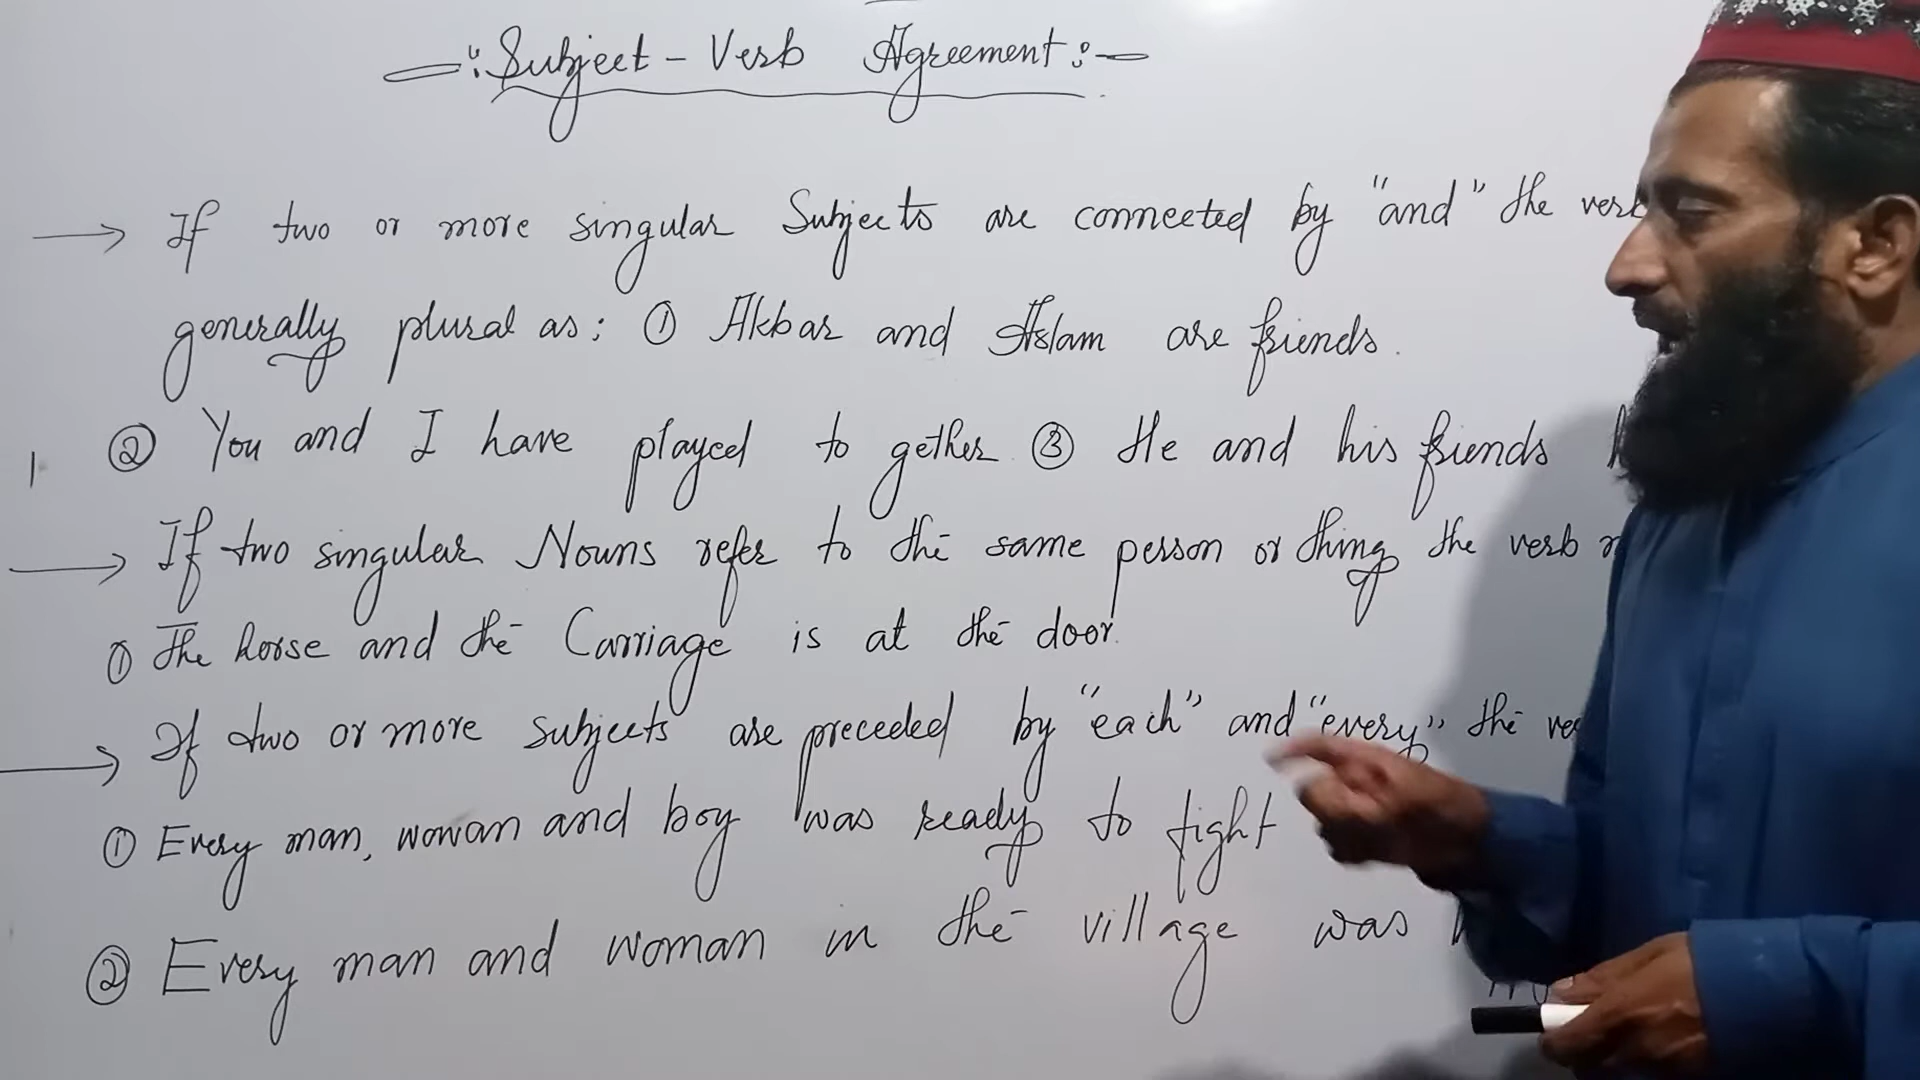 -: Subject - Verb Agreement :-
→ If two or more singular Subjects are connected by "and" the verb
generally plural as: ① Akbar and Aslam are friends.
② You and I have played to gether ③ He and his friends
→ If two singular Nouns refer to the same person or thing the verb
① The horse and the Carriage is at the door.
→ If two or more subjects are preceded by "each" and "every" the
① Every man, woman and boy was ready to fight
② Every man and woman in the village was